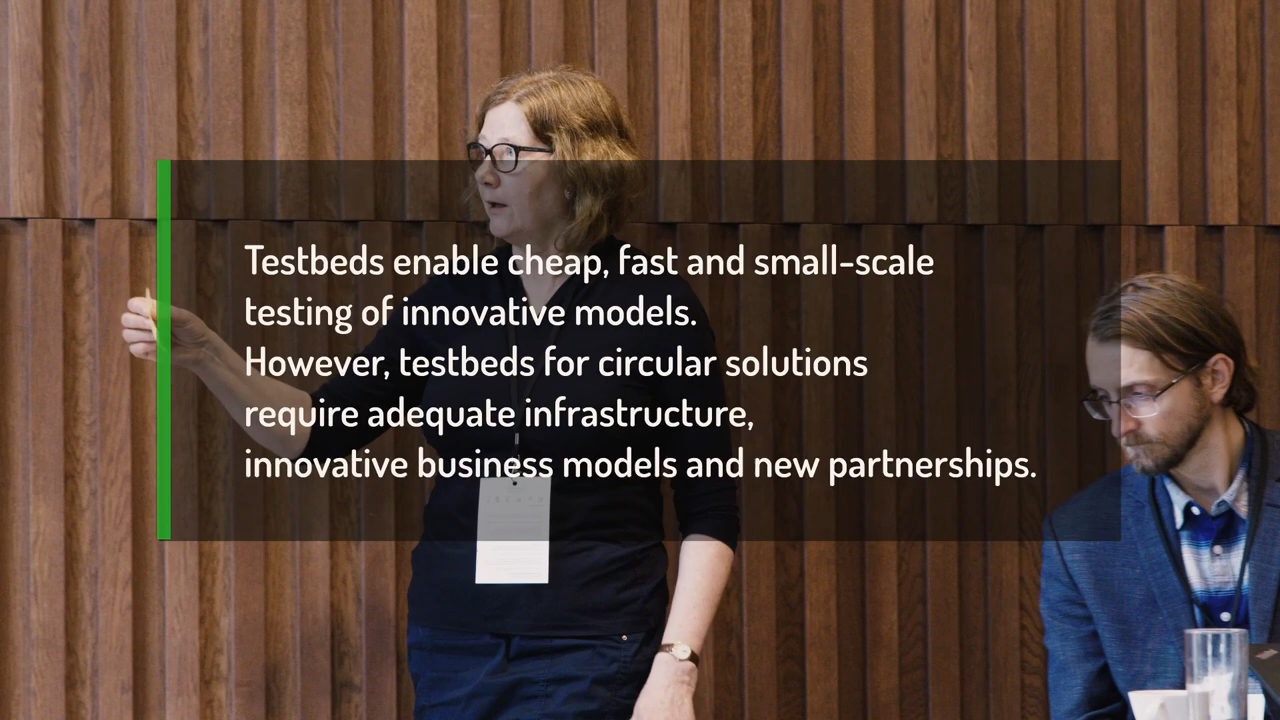 Testbeds enable cheap, fast and small-scale
testing of innovative models.
However, testbeds for circular solutions
require adequate infrastructure,
innovative business models and new partnerships.